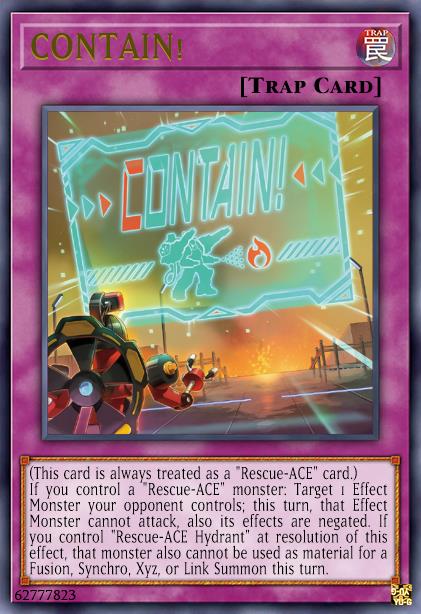 CONTAIN!
TRAP
罠
[TRAP CARD]
CONTAIN!
(This card is always treated as a "Rescue-ACE" card.)
If you control a "Rescue-ACE" monster: Target 1 Effect
Monster your opponent controls; this turn, that Effect
Monster cannot attack, also its effects are negated. If
you control "Rescue-ACE Hydrant" at resolution of this
effect, that monster also cannot be used as material for a
Fusion, Synchro, Xyz, or Link Summon this turn.
62777823